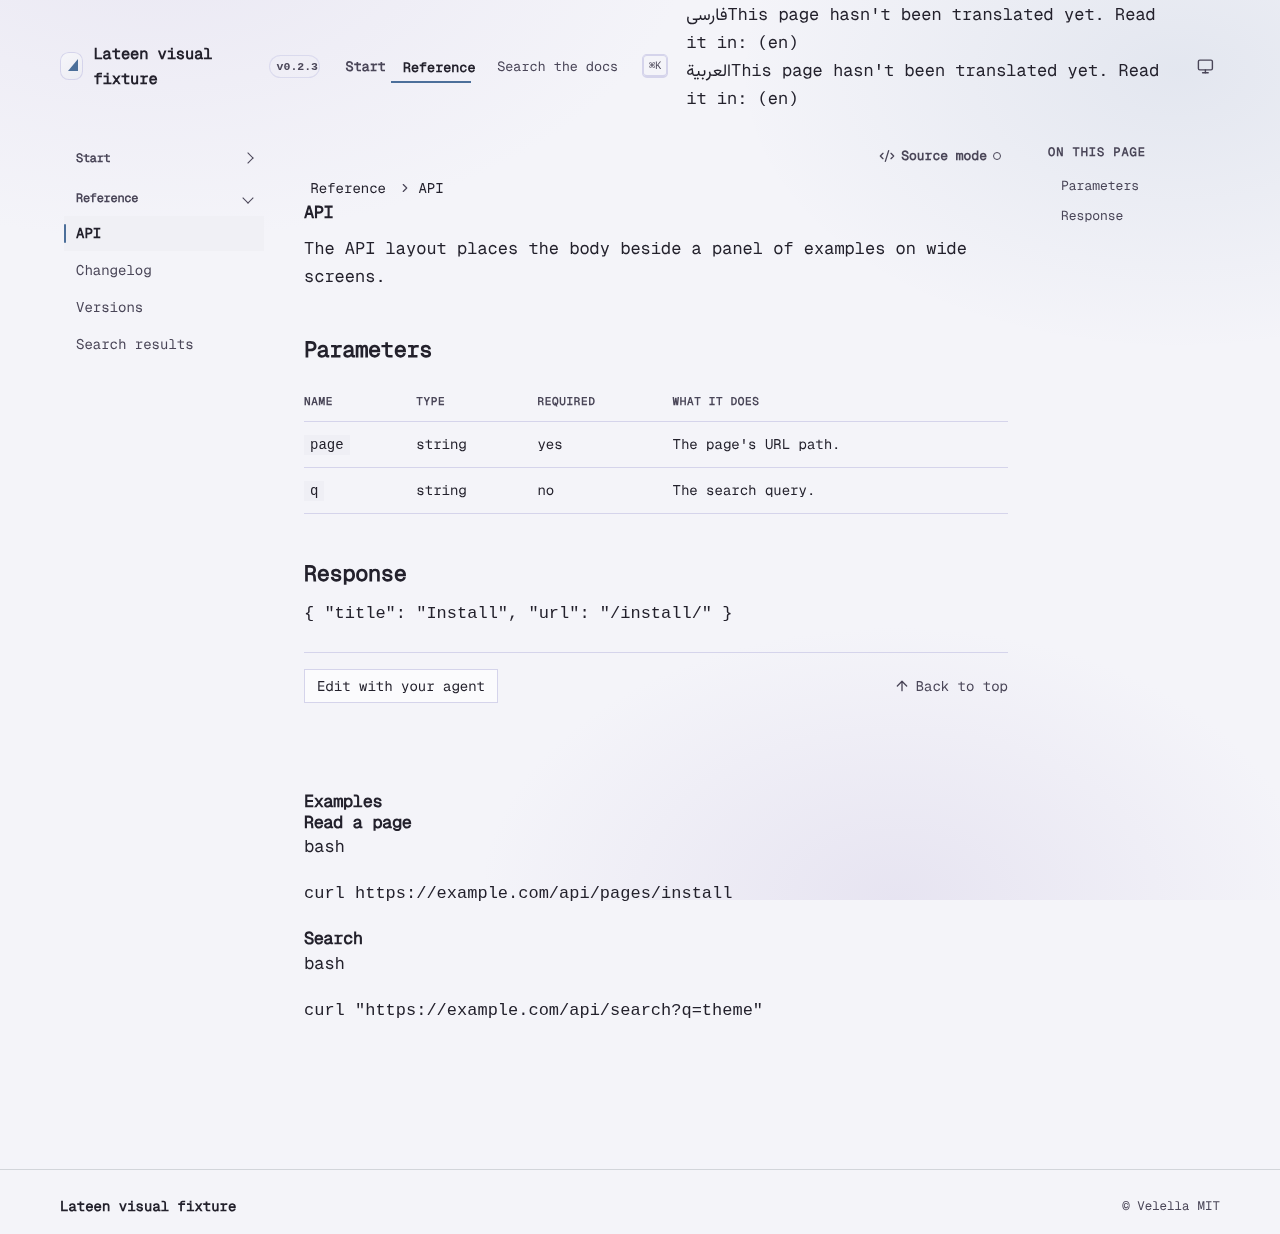 Lateen visual
fixture
v0.2.3
Start
Reference
Search the docs
⌘K
فارسیThis page hasn't been translated yet. Read
it in: (en)
العربيةThis page hasn't been translated yet. Read
it in: (en)
Start
Reference
API
Changelog
Versions
Search results
Source mode
Reference > API
API
The API layout places the body beside a panel of examples on wide
screens.
Parameters
NAME TYPE REQUIRED WHAT IT DOES
page string yes The page's URL path.
q string no The search query.
Response
{ "title": "Install", "url": "/install/" }
Edit with your agent
↑ Back to top
Examples
Read a page
bash
curl https://example.com/api/pages/install
Search
bash
curl "https://example.com/api/search?q=theme"
ON THIS PAGE
Parameters
Response
Lateen visual fixture
© Velella MIT